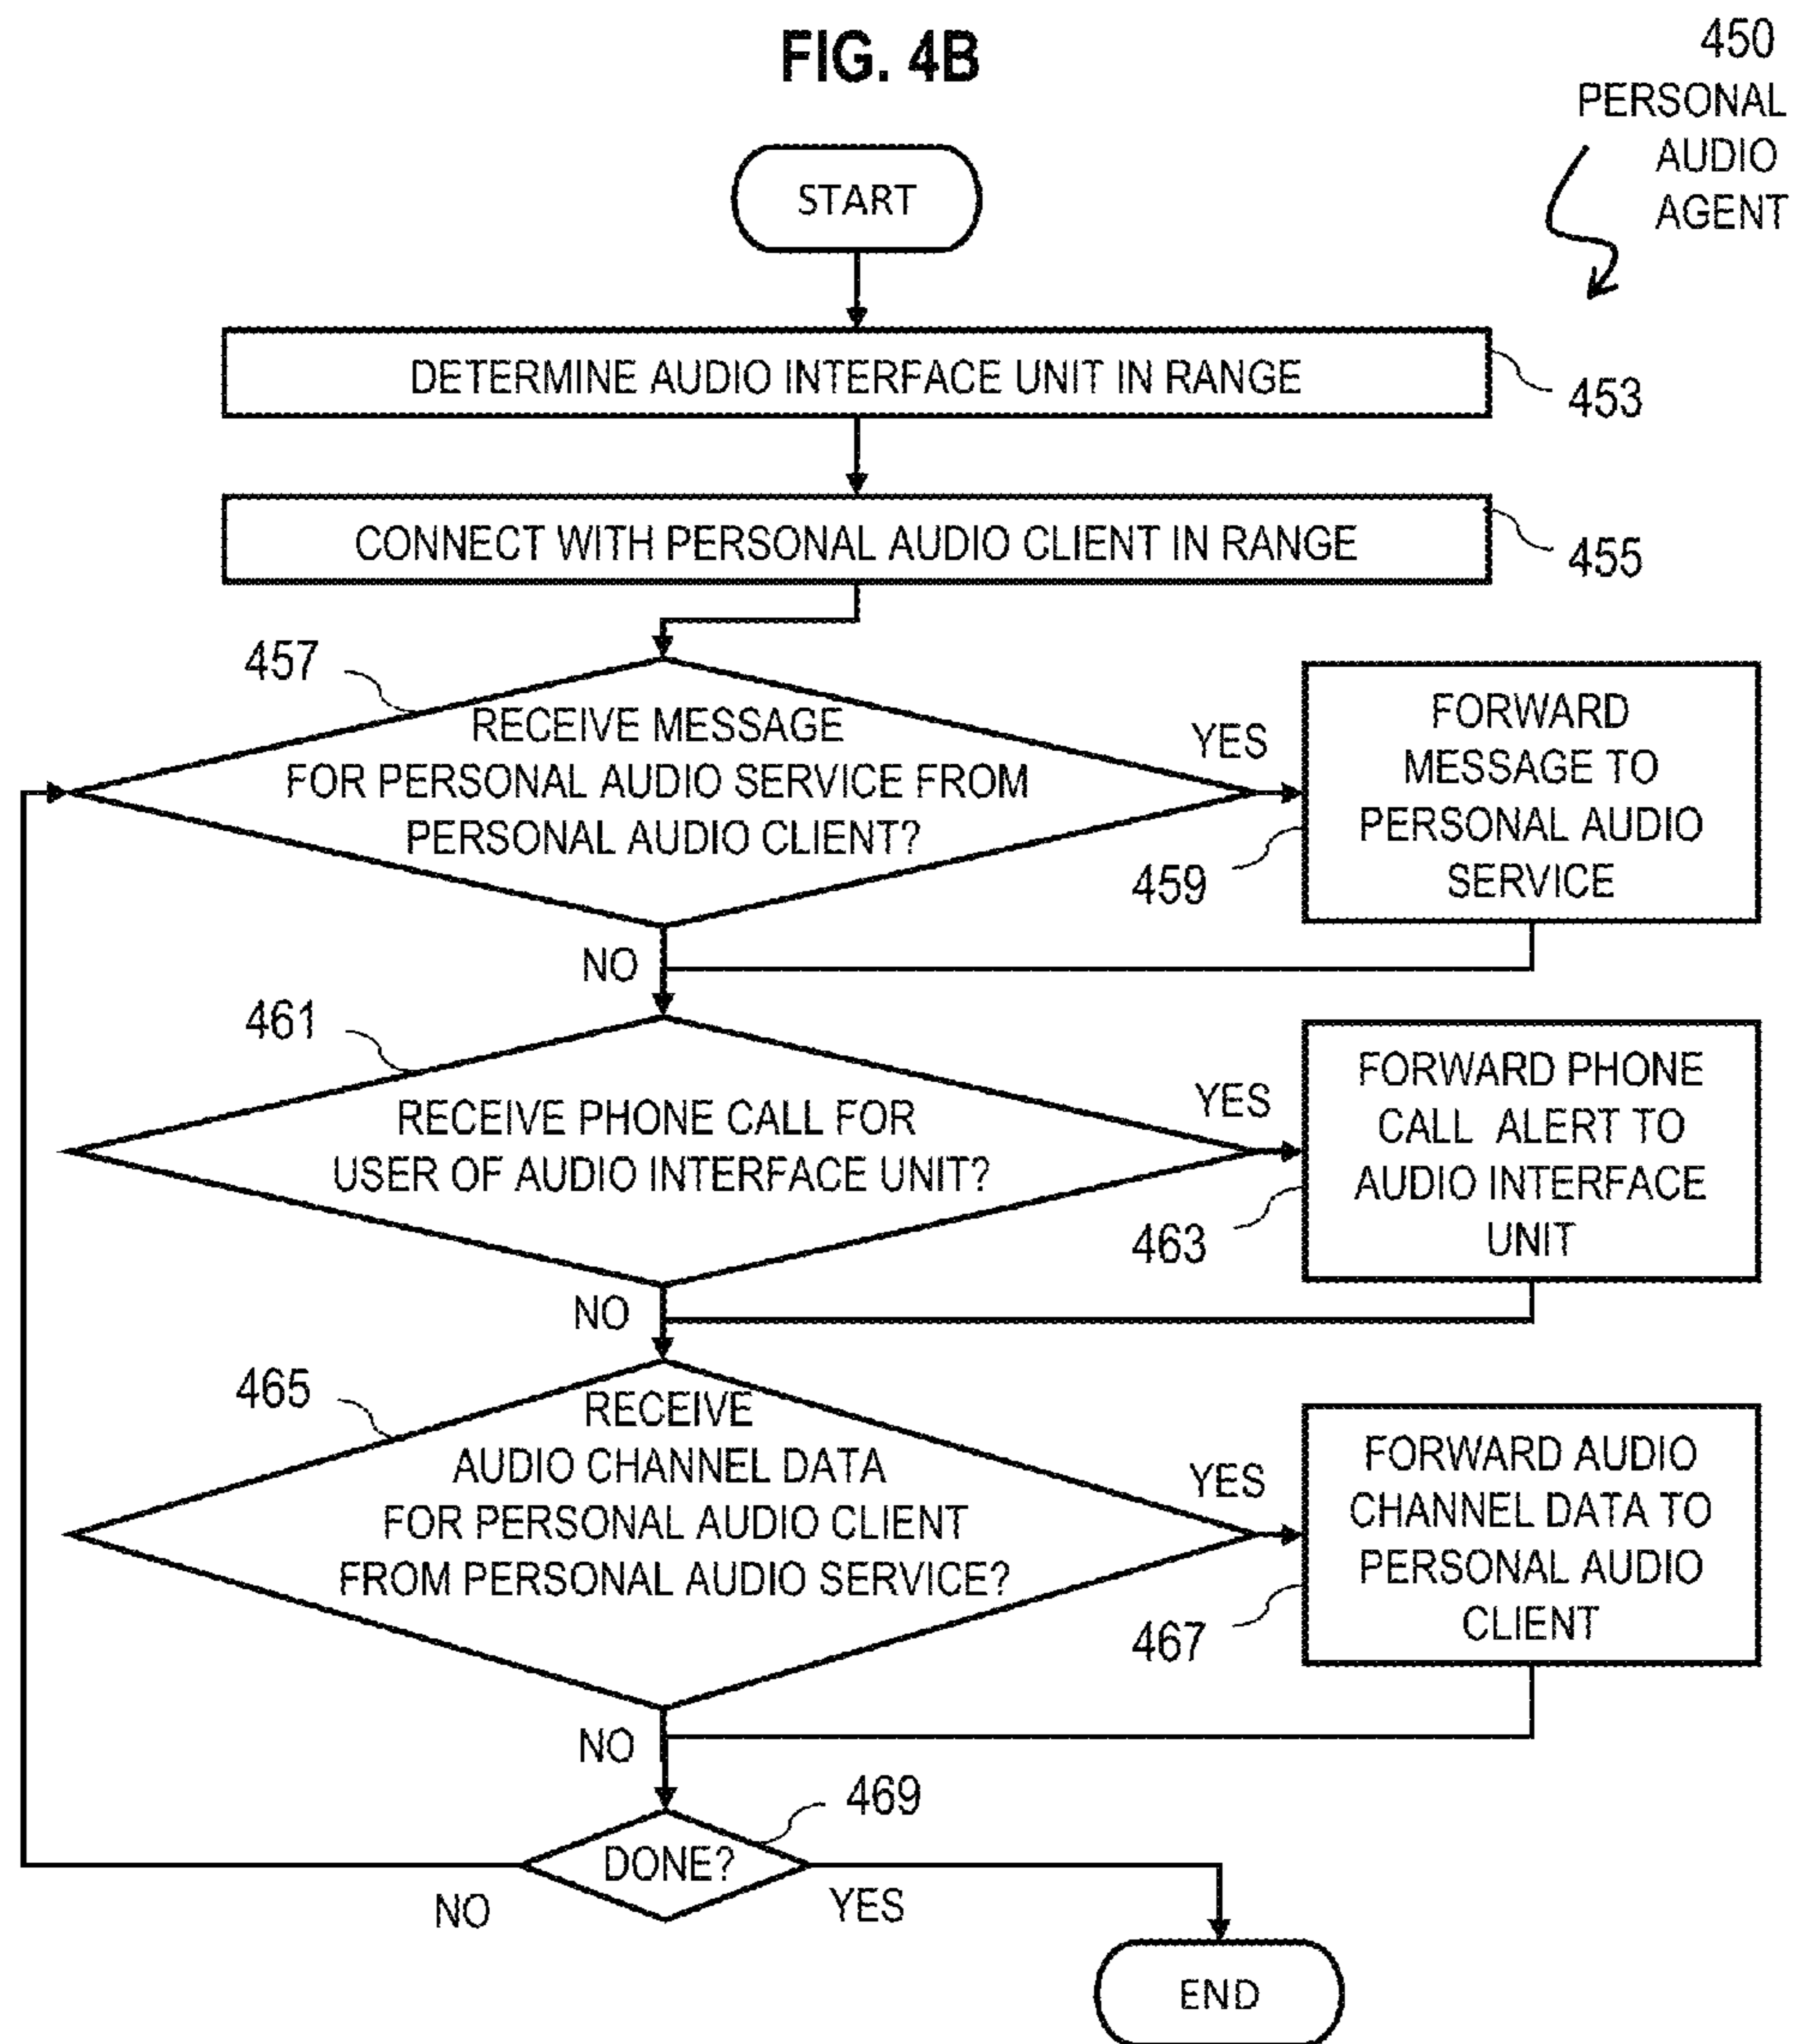 FIG. 4B
450
PERSONAL
AUDIO
AGENT
START
DETERMINE AUDIO INTERFACE UNIT IN RANGE
453
CONNECT WITH PERSONAL AUDIO CLIENT IN RANGE
455
457
RECEIVE MESSAGE
FOR PERSONAL AUDIO SERVICE FROM
PERSONAL AUDIO CLIENT?
YES
FORWARD
MESSAGE TO
PERSONAL AUDIO
SERVICE
459
NO
461
RECEIVE PHONE CALL FOR
USER OF AUDIO INTERFACE UNIT?
YES
FORWARD PHONE
CALL ALERT TO
AUDIO INTERFACE
UNIT
463
NO
465
RECEIVE
AUDIO CHANNEL DATA
FOR PERSONAL AUDIO CLIENT
FROM PERSONAL AUDIO SERVICE?
YES
FORWARD AUDIO
CHANNEL DATA TO
PERSONAL AUDIO
CLIENT
467
NO
469
DONE?
NO
YES
END